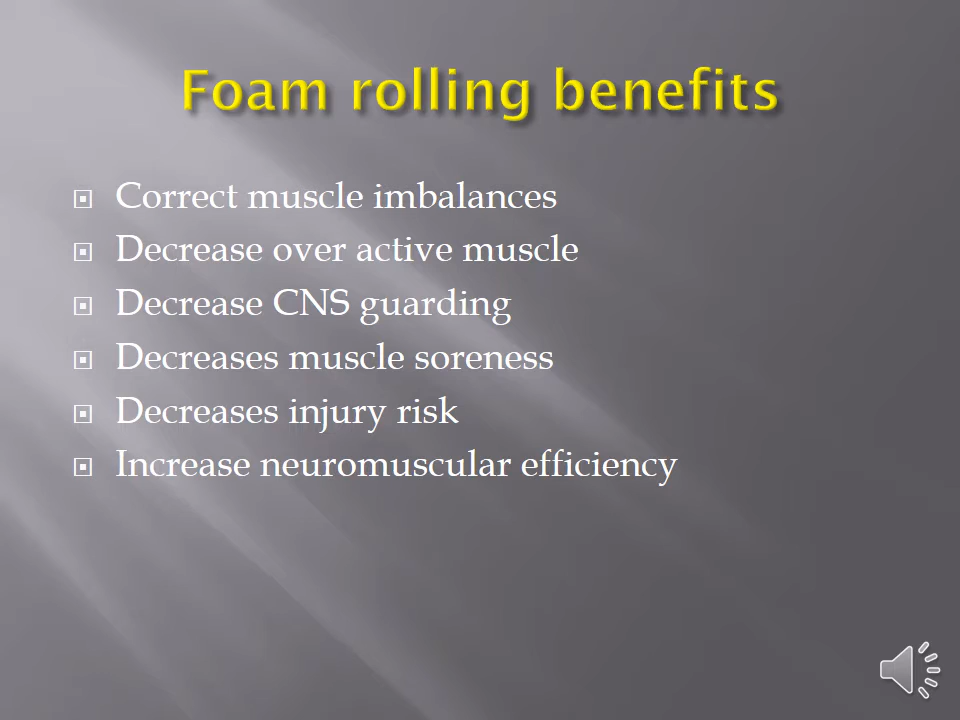 Foam rolling benefits
Correct muscle imbalances
Decrease over active muscle
Decrease CNS guarding
Decreases muscle soreness
Decreases injury risk
Increase neuromuscular efficiency